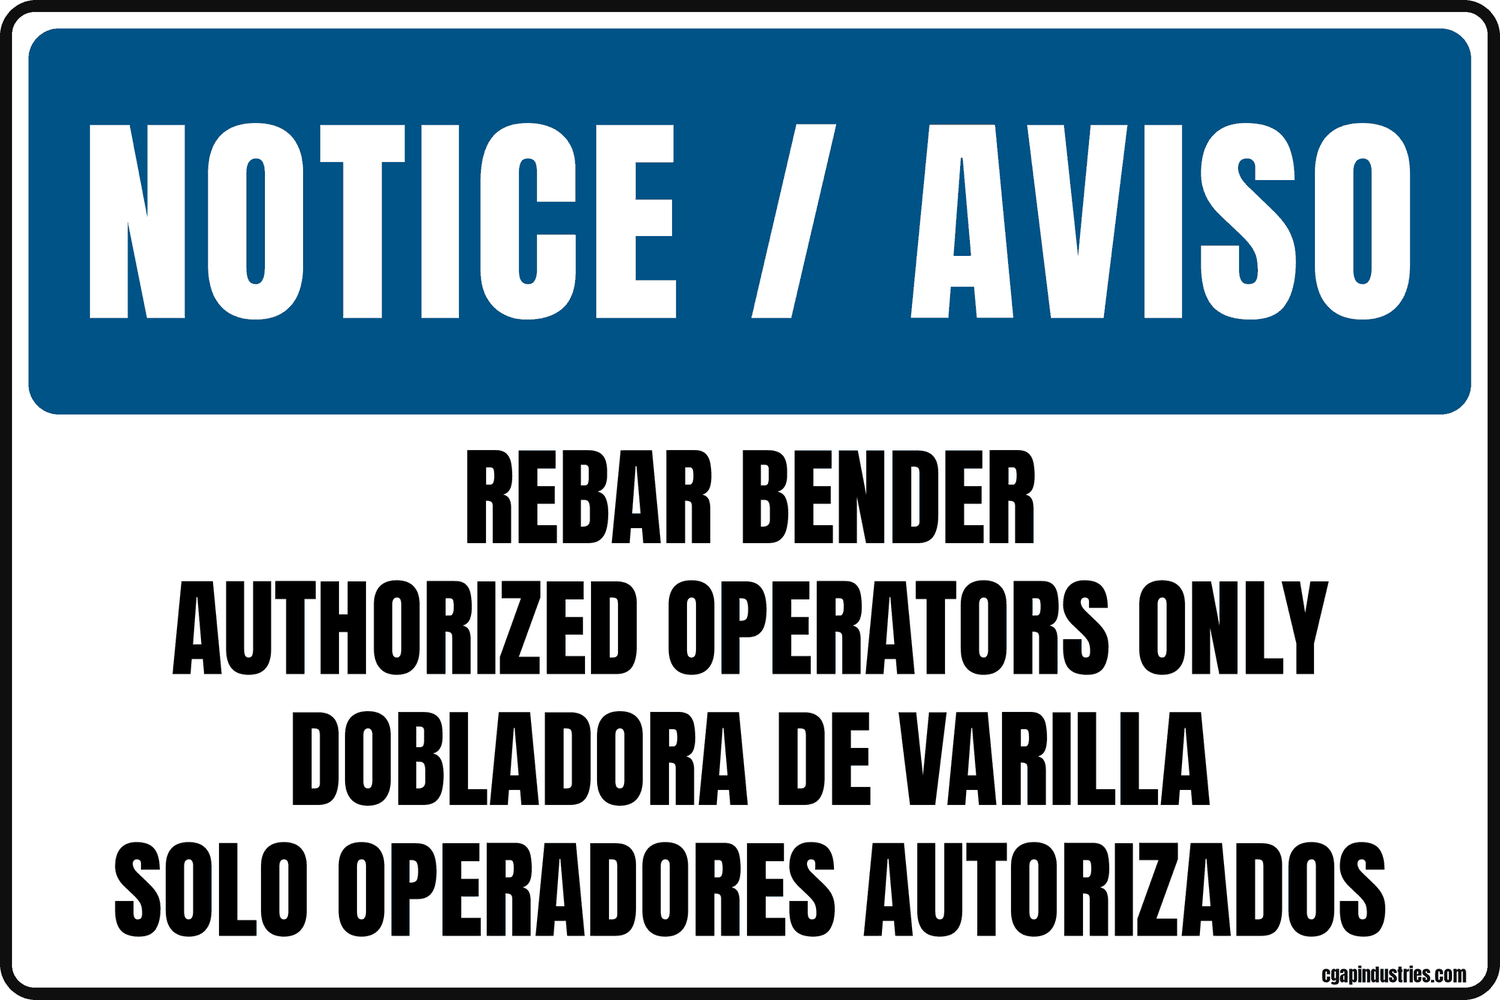 NOTICE / AVISO
REBAR BENDER
AUTHORIZED OPERATORS ONLY
DOBLADORA DE VARILLA
SOLO OPERADORES AUTORIZADOS
cgapindustries.com